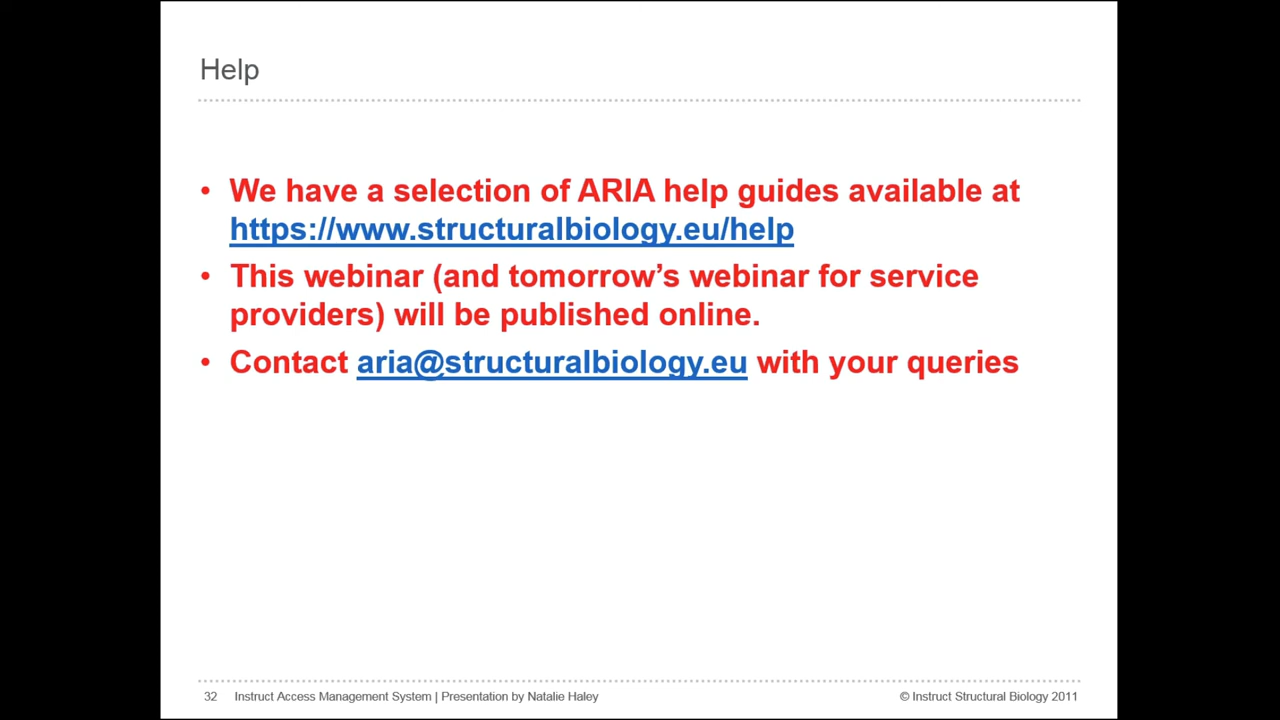 Help
• We have a selection of ARIA help guides available at
https://www.structuralbiology.eu/help
• This webinar (and tomorrow’s webinar for service
providers) will be published online.
• Contact aria@structuralbiology.eu with your queries
32 Instruct Access Management System | Presentation by Natalie Haley © Instruct Structural Biology 2011